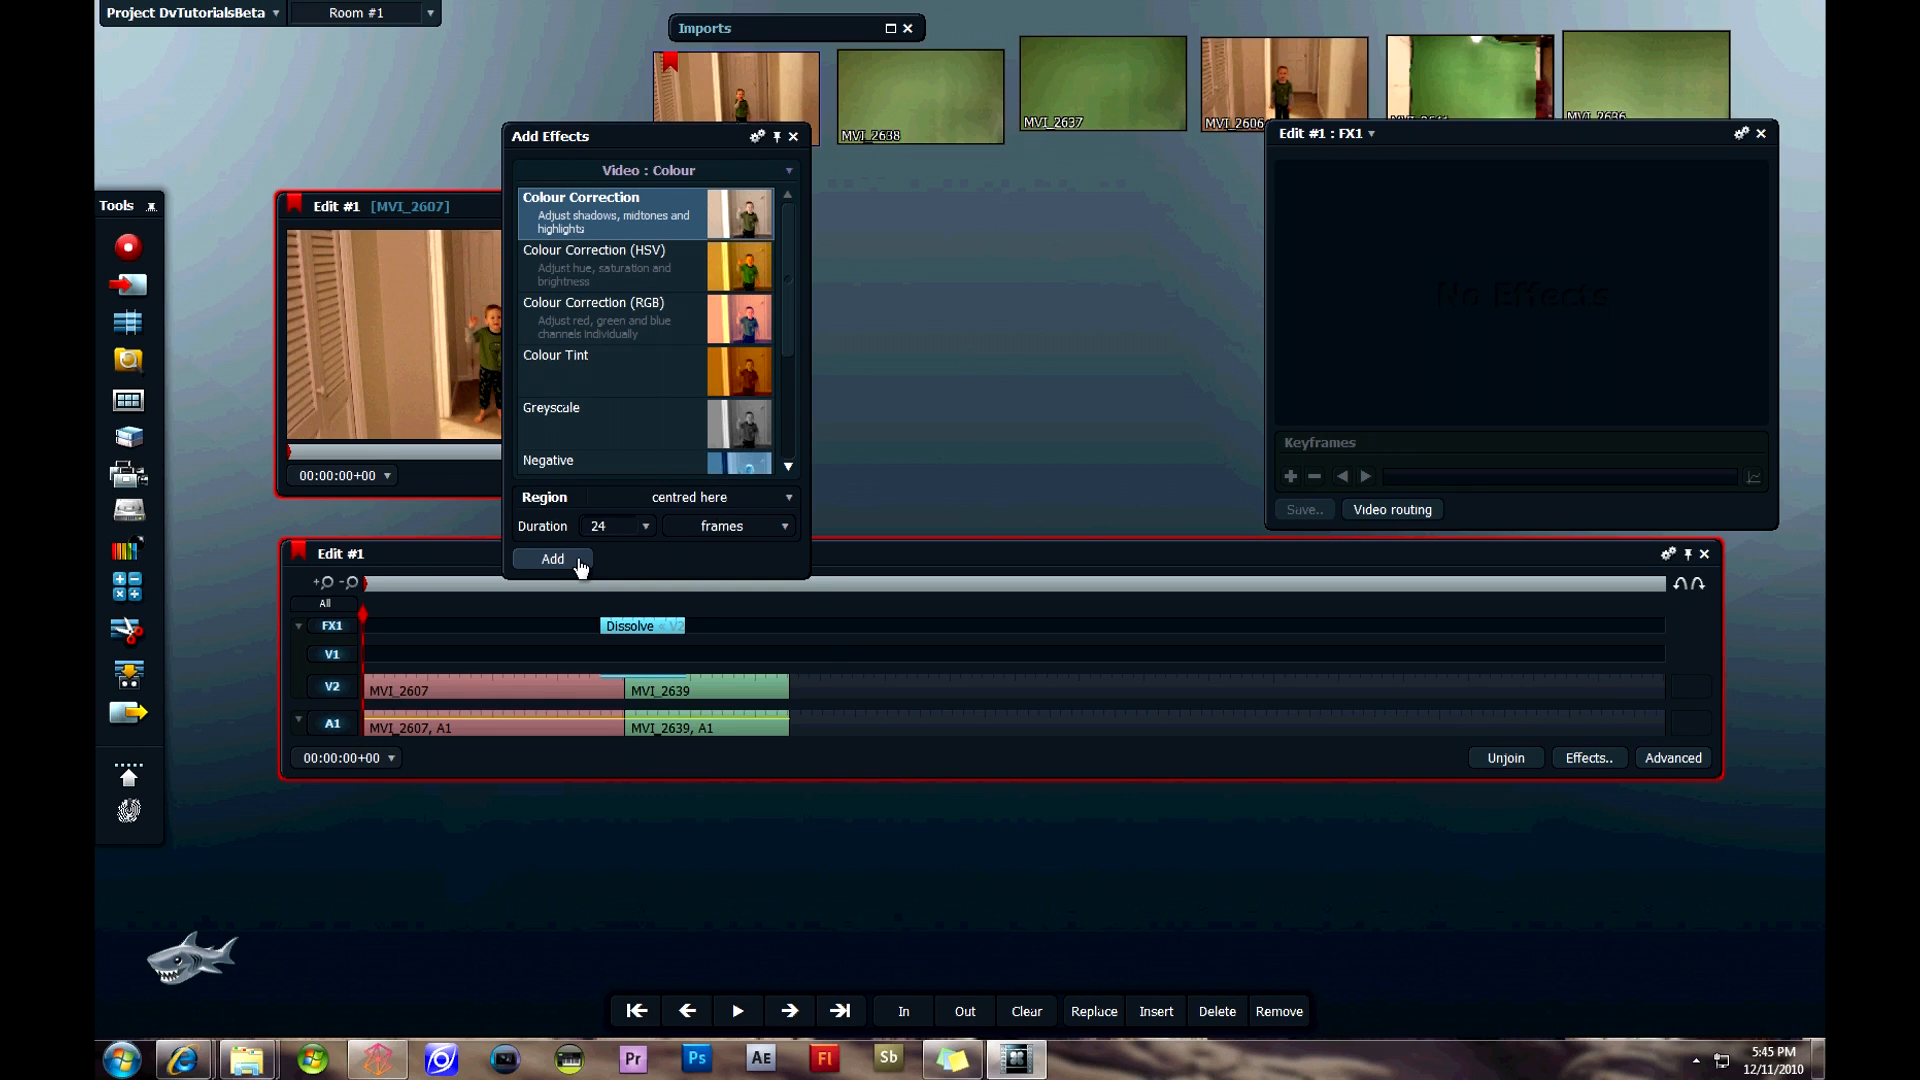 Project DvTutorialsBeta
Room #1
Imports
MVI_2638
MVI_2637
MVI_2606
MVI_2636
Add Effects
Video : Colour
Colour Correction
Adjust shadows, midtones and
highlights
Colour Correction (HSV)
Adjust hue, saturation and
brightness
Colour Correction (RGB)
Adjust red, green and blue
channels individually
Colour Tint
Greyscale
Negative
Region
centred here
Duration
24
frames
Add
Edit #1 : FX1
No Effects
Keyframes
Save..
Video routing
Tools
Edit #1 [MVI_2607]
00:00:00+00
Edit #1
All
FX1
Dissolve « V2
V1
V2
MVI_2607
MVI_2639
A1
MVI_2607, A1
MVI_2639, A1
00:00:00+00
Unjoin
Effects..
Advanced
In
Out
Clear
Replace
Insert
Delete
Remove
Pr
Ps
AE
Fl
Sb
5:45 PM
12/11/2010